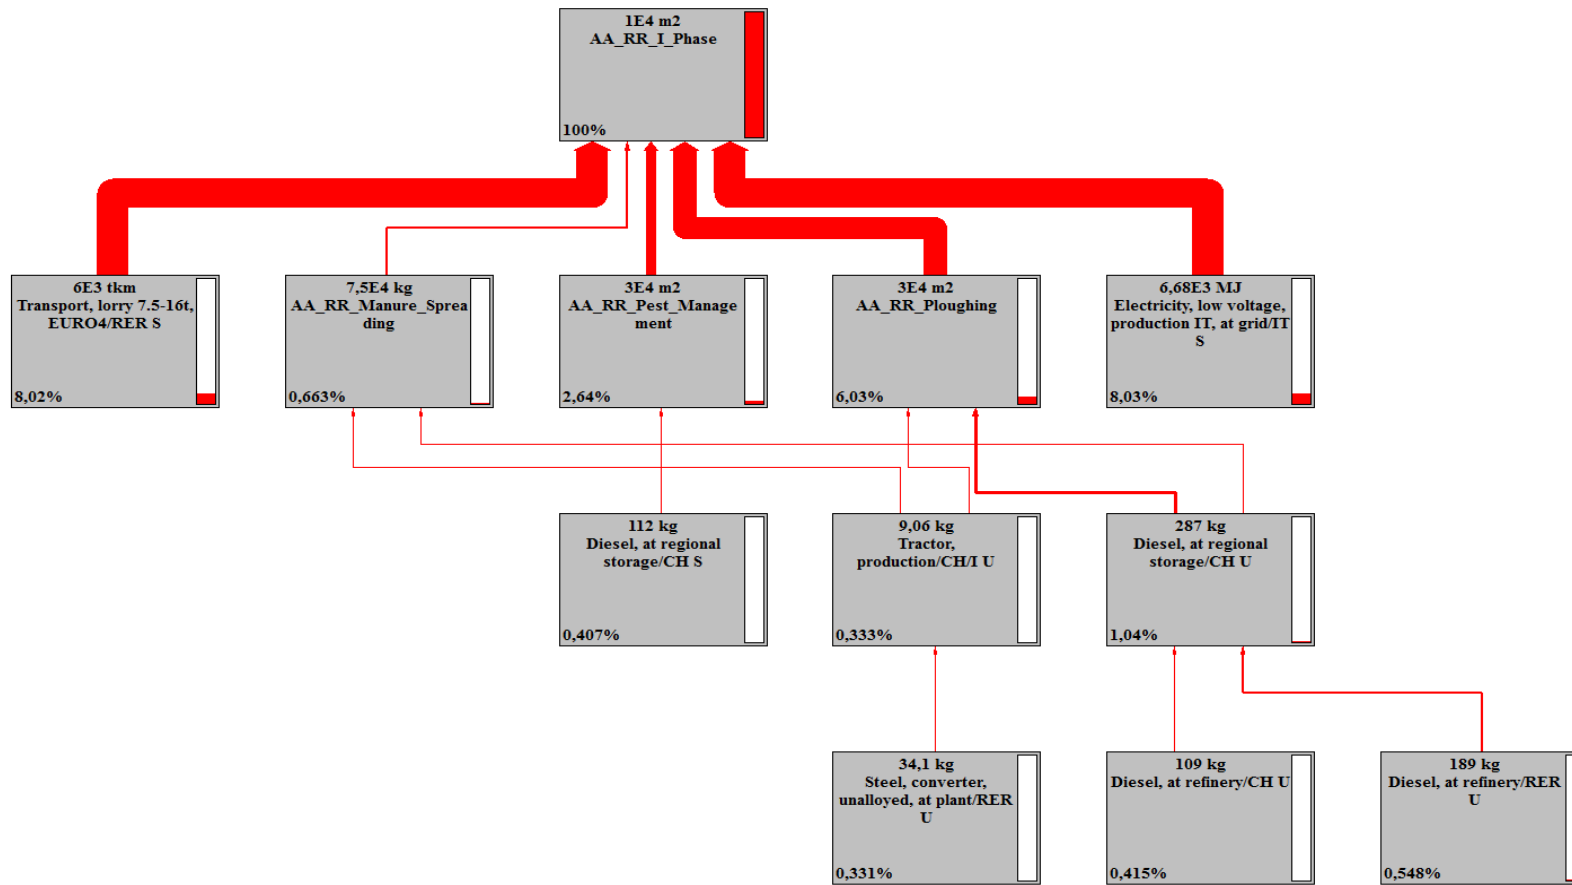 1E4 m2
AA_RR_I_Phase
100%
6E3 tkm
Transport, lorry 7.5-16t,
EURO4/RER S
8,02%
7,5E4 kg
AA_RR_Manure_Sprea
ding
0,663%
3E4 m2
AA_RR_Pest_Manage
ment
2,64%
3E4 m2
AA_RR_Ploughing
6,03%
6,68E3 MJ
Electricity, low voltage,
production IT, at grid/IT
S
8,03%
112 kg
Diesel, at regional
storage/CH S
0,407%
9,06 kg
Tractor,
production/CH/I U
0,333%
287 kg
Diesel, at regional
storage/CH U
1,04%
34,1 kg
Steel, converter,
unalloyed, at plant/RER
U
0,331%
109 kg
Diesel, at refinery/CH U
0,415%
189 kg
Diesel, at refinery/RER
U
0,548%